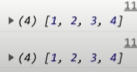 11
▸(4) [1, 2, 3, 4]
11
▸(4) [1, 2, 3, 4]